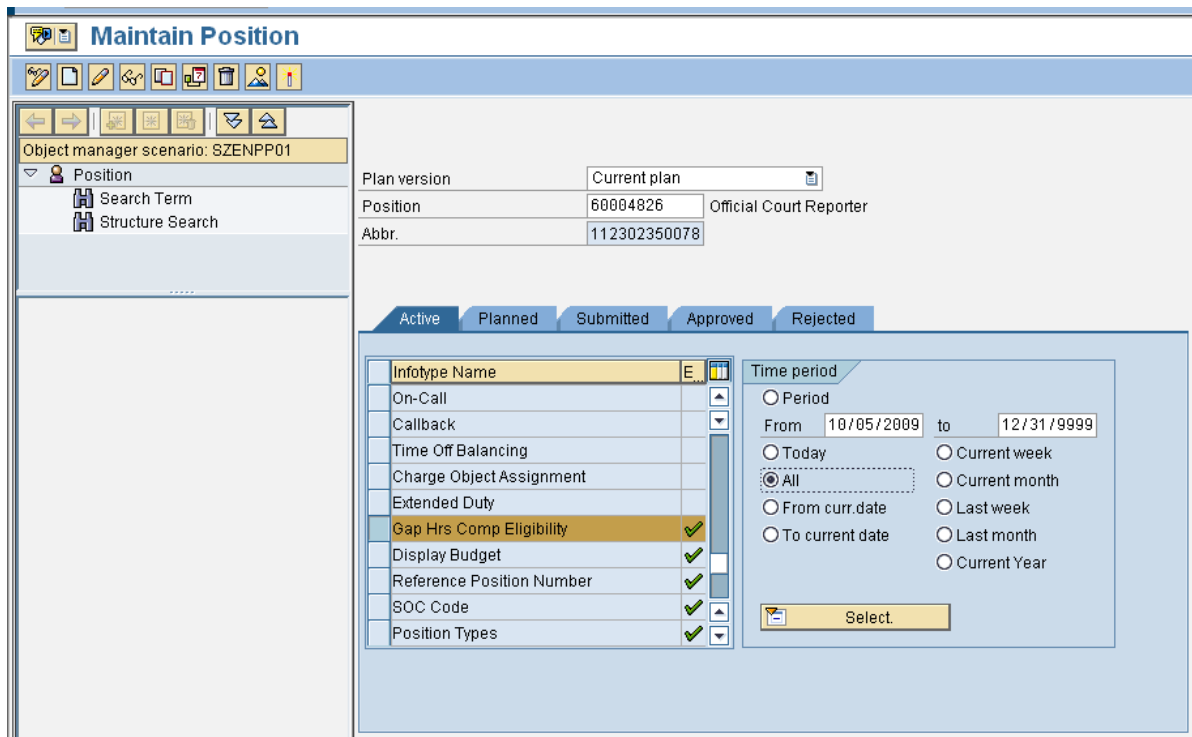 Maintain Position
Object manager scenario: SZENPP01
Position
Search Term
Structure Search
Plan version Current plan
Position 60004826 Official Court Reporter
Abbr. 112302350078
Active Planned Submitted Approved Rejected
Infotype Name E...
On-Call
Callback
Time Off Balancing
Charge Object Assignment
Extended Duty
Gap Hrs Comp Eligibility
Display Budget
Reference Position Number
SOC Code
Position Types
Time period
Period
From 10/05/2009 to 12/31/9999
Today Current week
All Current month
From curr.date Last week
To current date Last month
Current Year
Select.